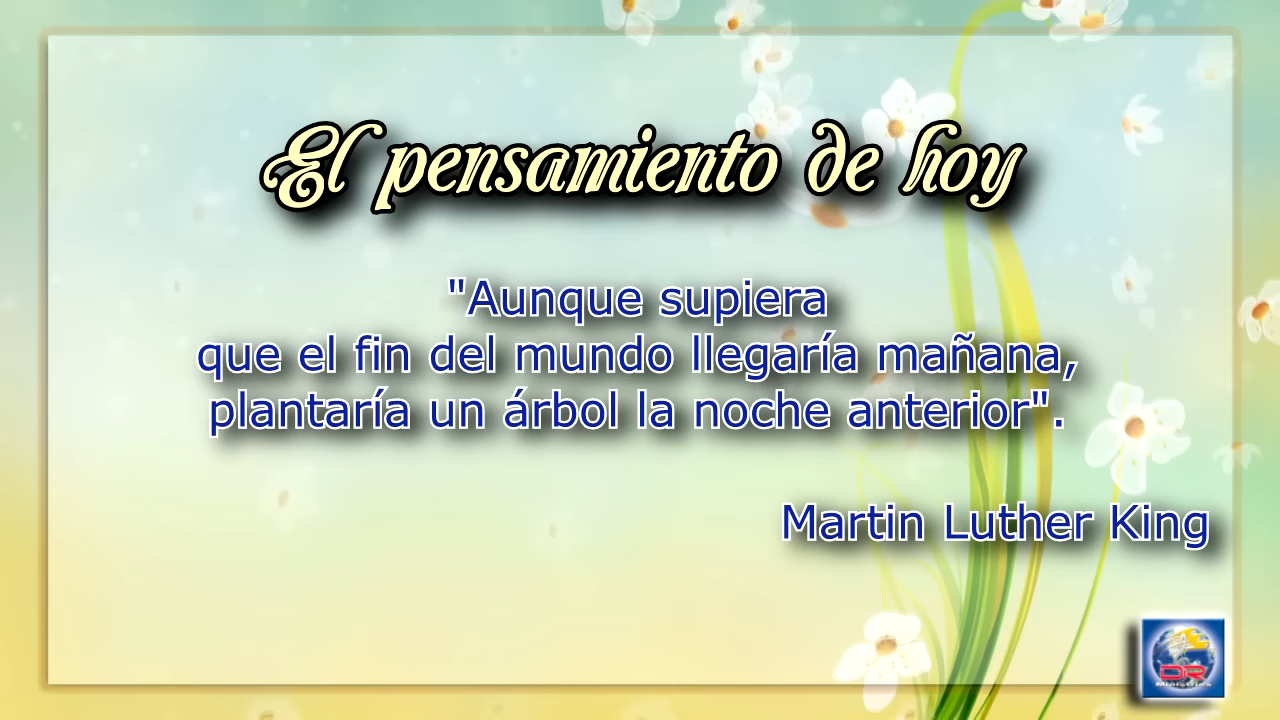 El pensamiento de hoy
"Aunque supiera
que el fin del mundo llegaría mañana,
plantaría un árbol la noche anterior".
Martin Luther King
DR
Ministries